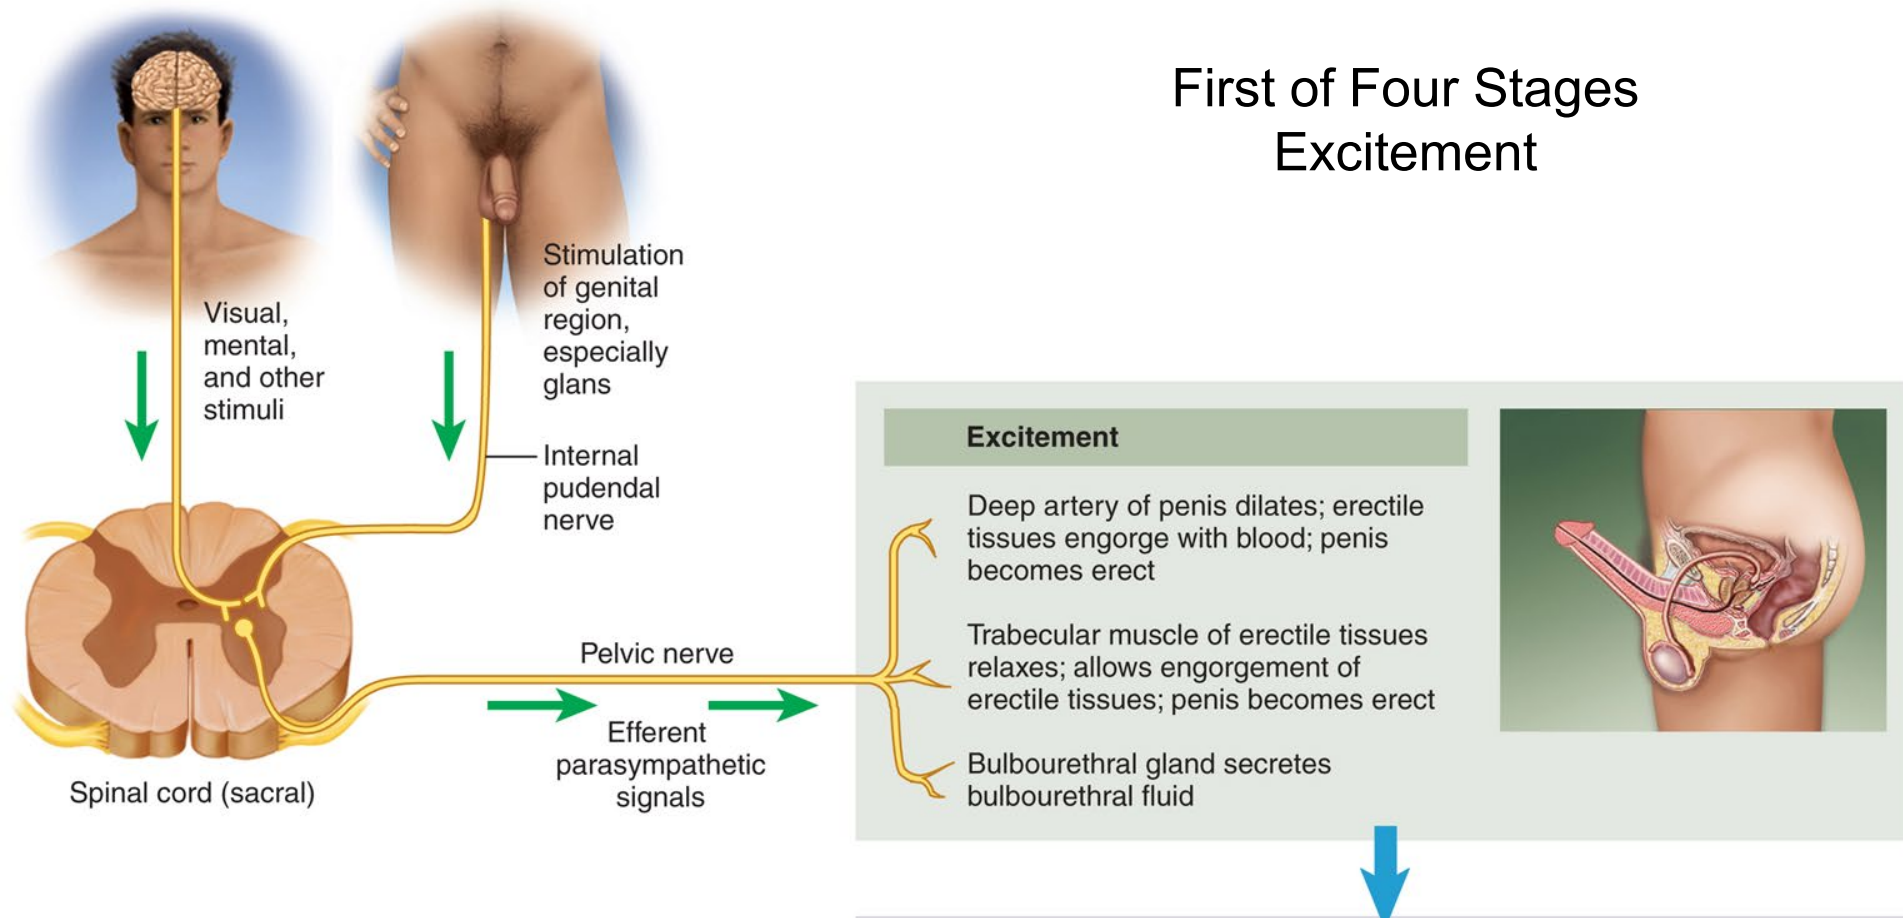 First of Four Stages
Excitement
Visual,
mental,
and other
stimuli
Stimulation
of genital
region,
especially
glans
Internal
pudendal
nerve
Spinal cord (sacral)
Pelvic nerve
Efferent
parasympathetic
signals
Excitement
Deep artery of penis dilates; erectile
tissues engorge with blood; penis
becomes erect
Trabecular muscle of erectile tissues
relaxes; allows engorgement of
erectile tissues; penis becomes erect
Bulbourethral gland secretes
bulbourethral fluid